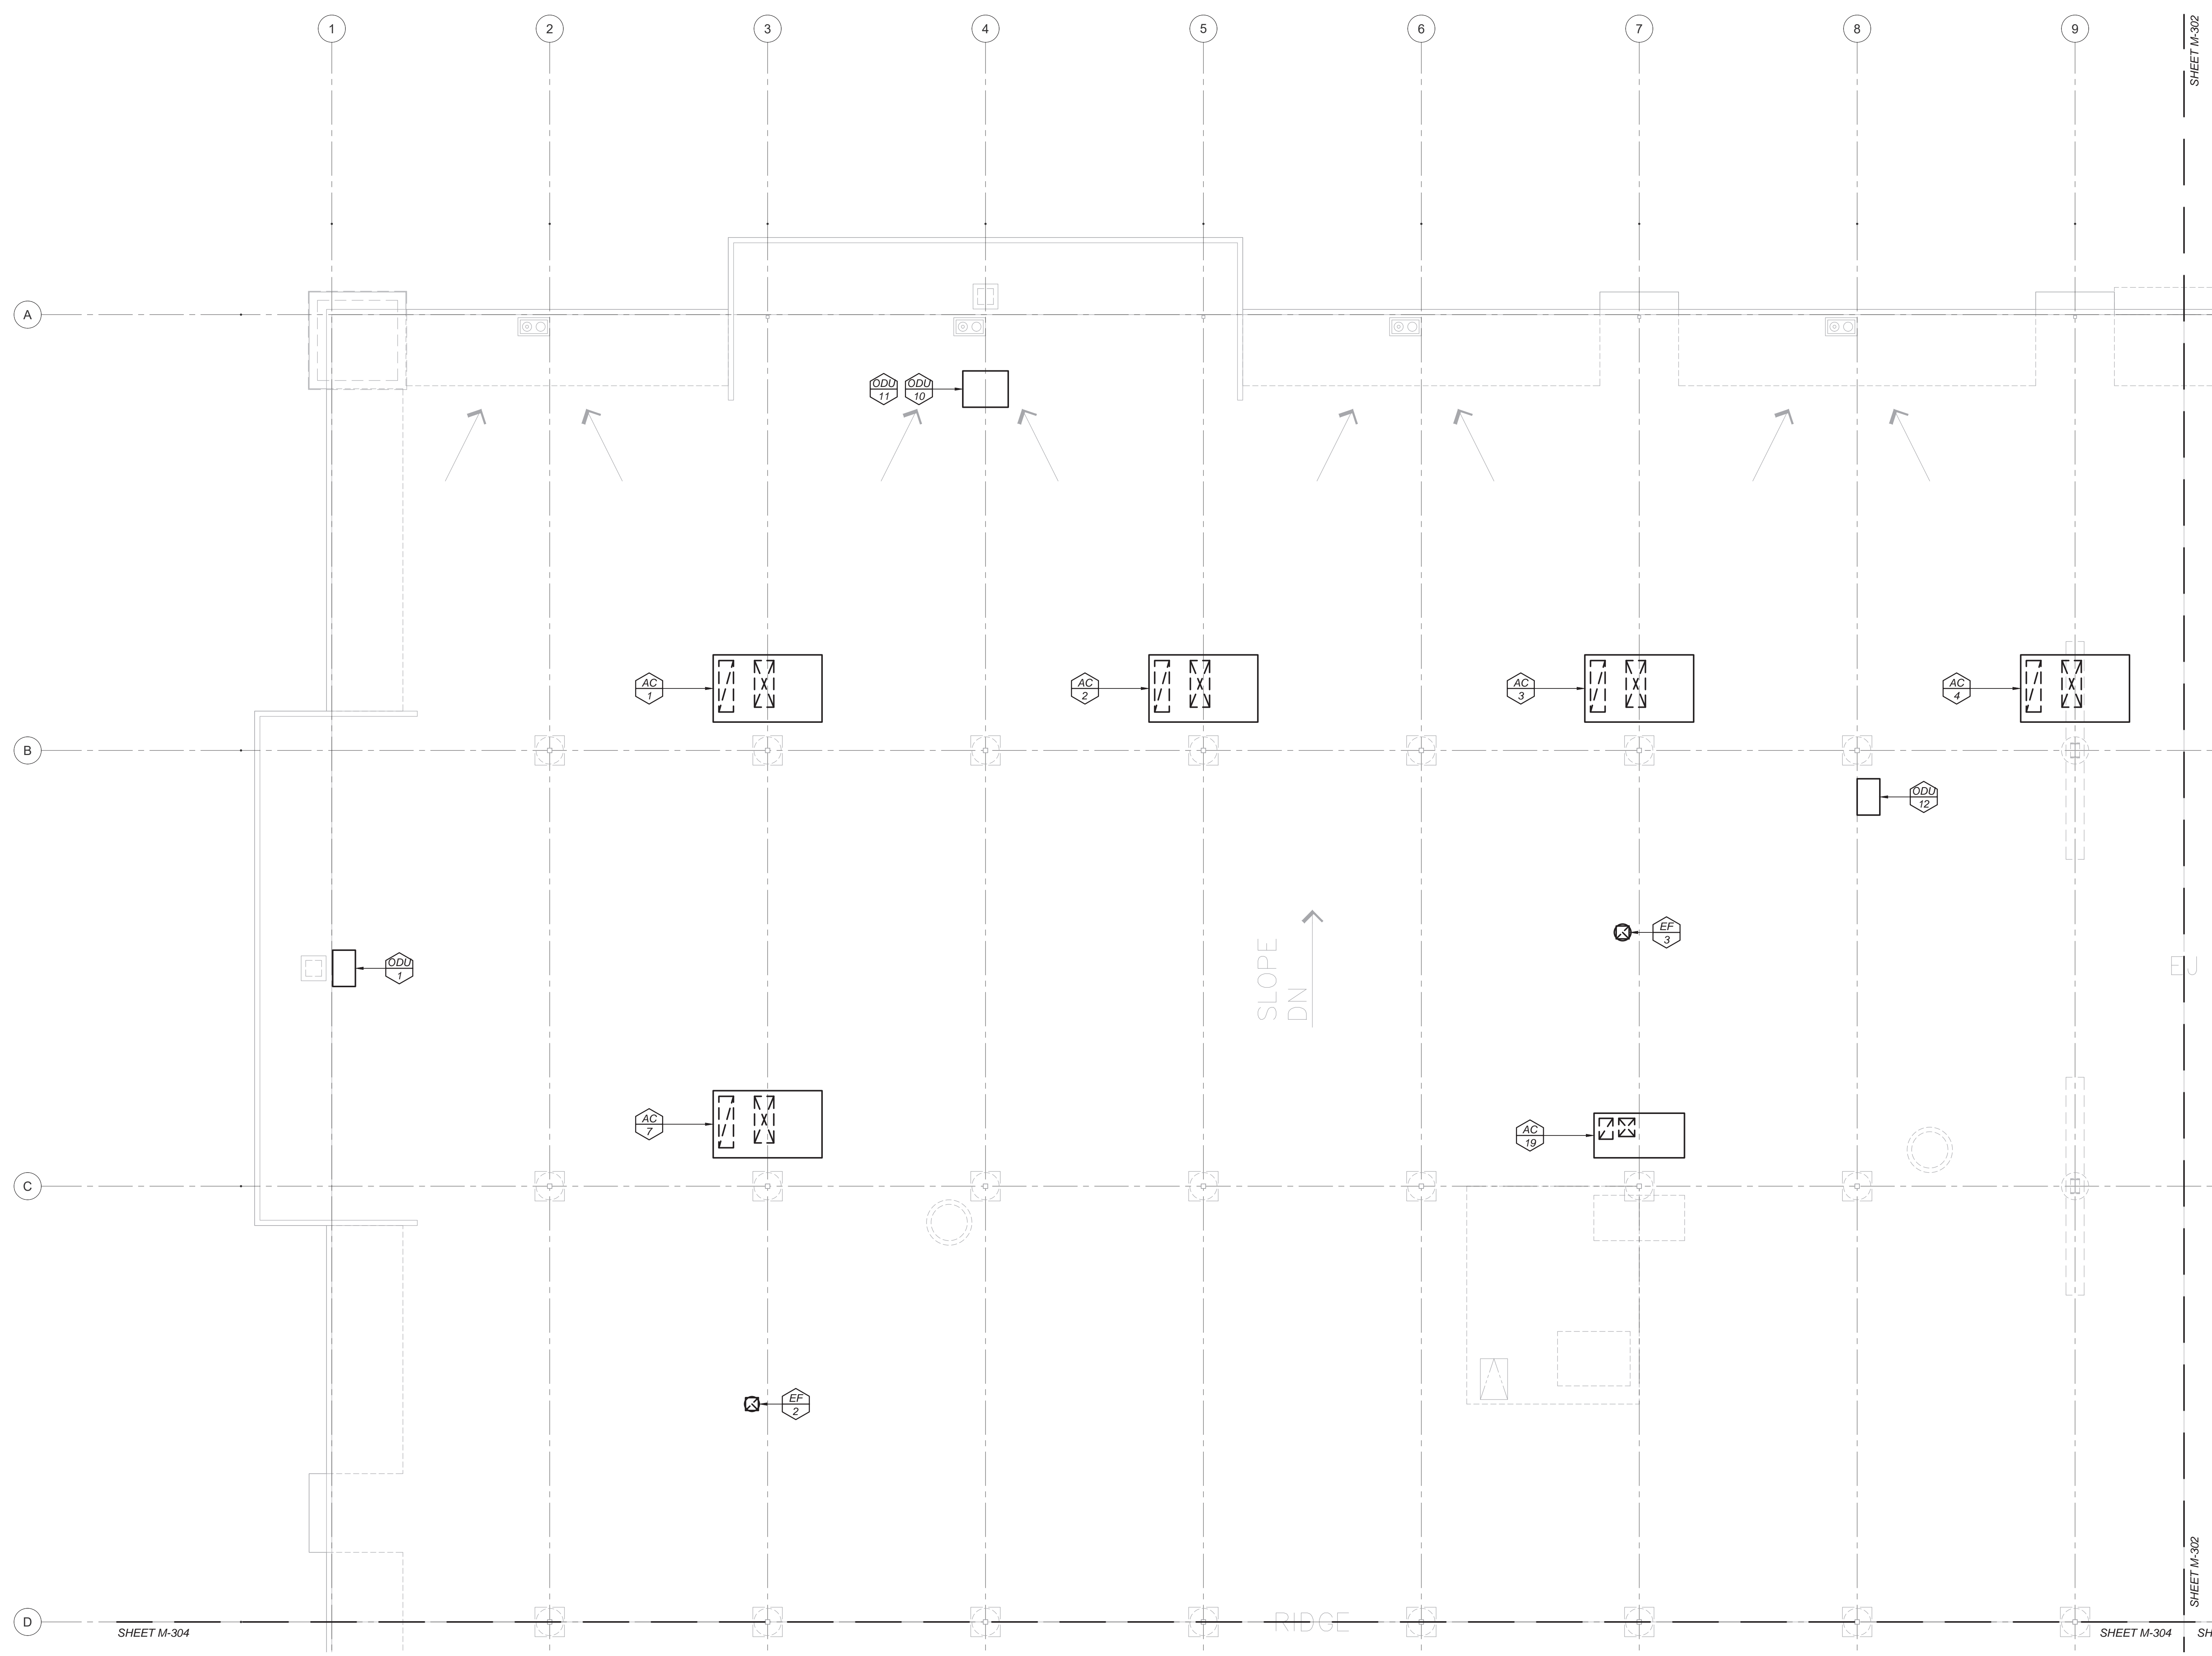 1 2 3 4 5 6 7 8 9
SHEET M-302
A
ODU
11
ODU
10
AC
1
AC
2
AC
3
AC
4
B
ODU
12
EF
3
ODU
1
SLOPE
DN
EJ
AC
7
AC
19
C
EF
2
SHEET M-302
D
RIDGE
SHEET M-304
SHEET M-304
SH